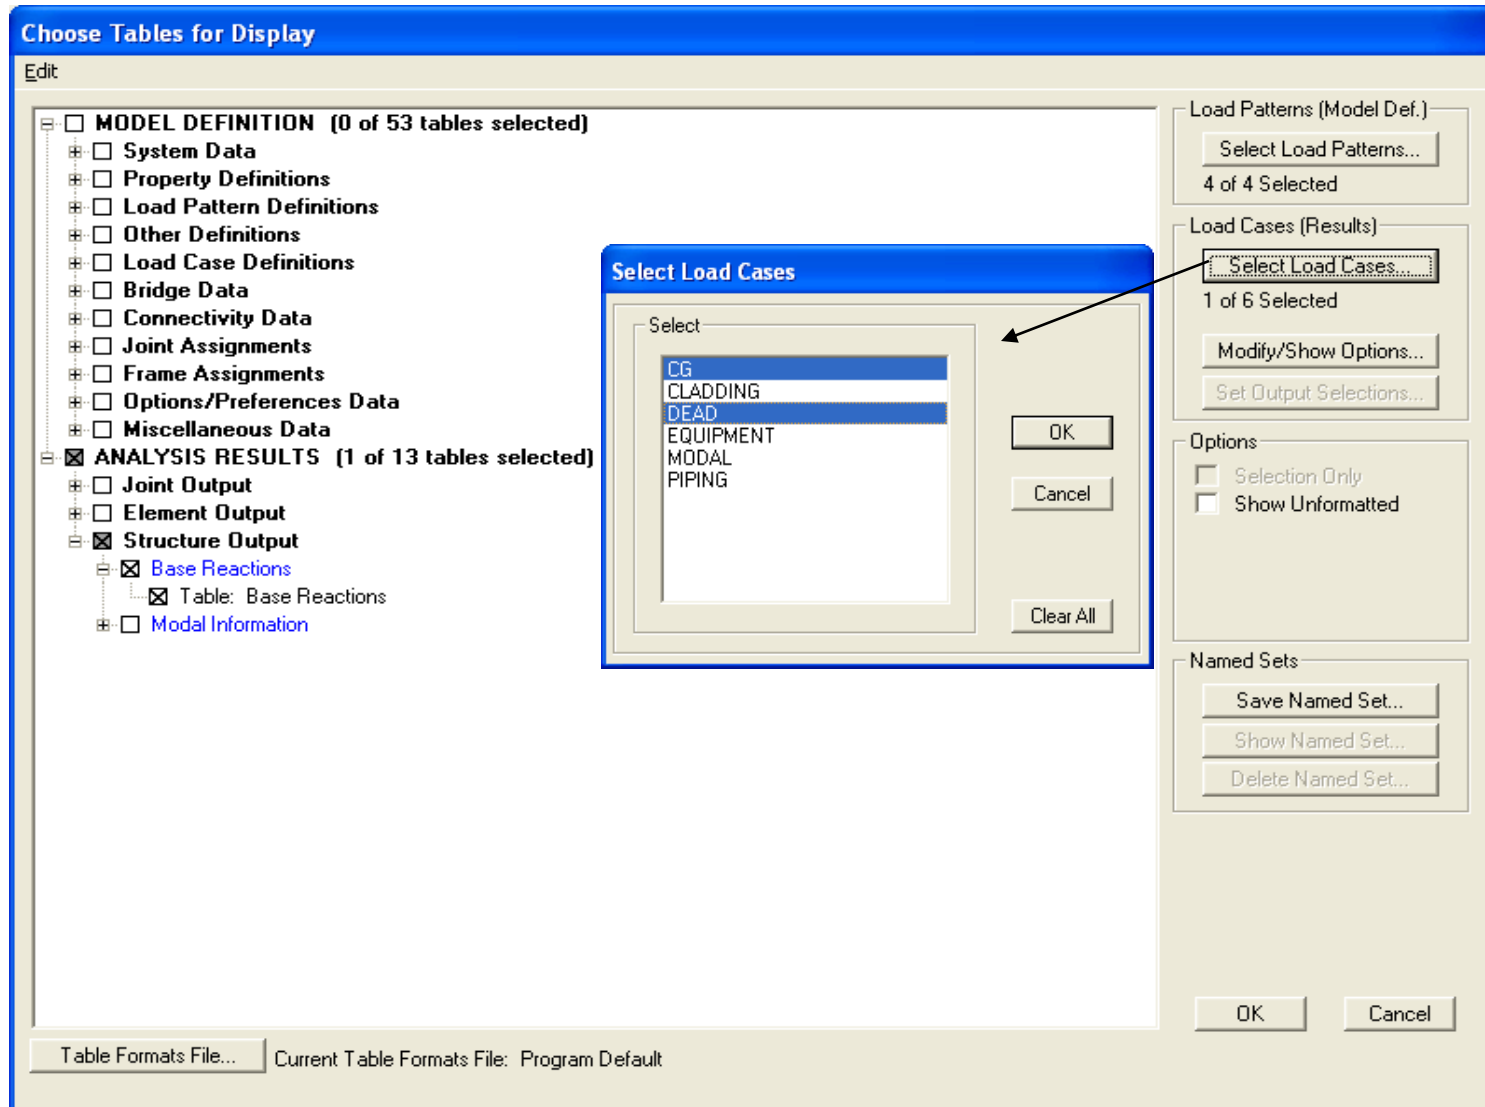 Choose Tables for Display
Edit
MODEL DEFINITION (0 of 53 tables selected)
System Data
Property Definitions
Load Pattern Definitions
Other Definitions
Load Case Definitions
Bridge Data
Connectivity Data
Joint Assignments
Frame Assignments
Options/Preferences Data
Miscellaneous Data
ANALYSIS RESULTS (1 of 13 tables selected)
Joint Output
Element Output
Structure Output
Base Reactions
Table: Base Reactions
Modal Information
Select Load Cases
Select
CG
CLADDING
DEAD
EQUIPMENT
MODAL
PIPING
OK
Cancel
Clear All
Load Patterns (Model Def.)
Select Load Patterns...
4 of 4 Selected
Load Cases (Results)
Select Load Cases...
1 of 6 Selected
Modify/Show Options...
Set Output Selections...
Options
Selection Only
Show Unformatted
Named Sets
Save Named Set...
Show Named Set...
Delete Named Set...
OK
Cancel
Table Formats File...
Current Table Formats File: Program Default